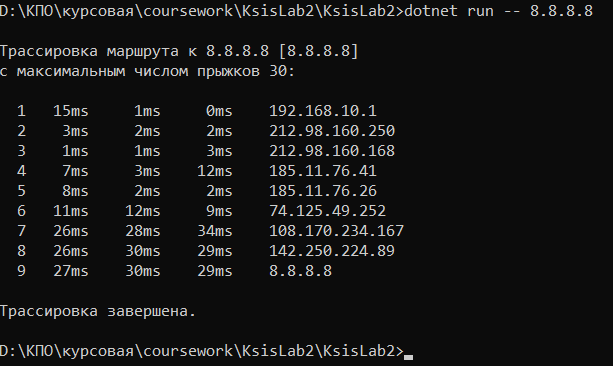 D:\КПО\курсовая\coursework\KsisLab2\KsisLab2>dotnet run -- 8.8.8.8
Трассировка маршрута к 8.8.8.8 [8.8.8.8]
с максимальным числом прыжков 30:
1 15ms 1ms 0ms 192.168.10.1
2 3ms 2ms 2ms 212.98.160.250
3 1ms 1ms 3ms 212.98.160.168
4 7ms 3ms 12ms 185.11.76.41
5 8ms 2ms 2ms 185.11.76.26
6 11ms 12ms 9ms 74.125.49.252
7 26ms 28ms 34ms 108.170.234.167
8 26ms 30ms 29ms 142.250.224.89
9 27ms 30ms 29ms 8.8.8.8
Трассировка завершена.
D:\КПО\курсовая\coursework\KsisLab2\KsisLab2>